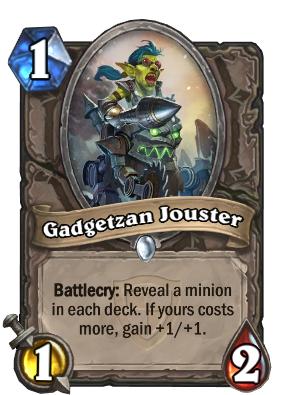 1
Gadgetzan Jouster
Battlecry: Reveal a minion
in each deck. If yours costs
more, gain +1/+1.
1
2